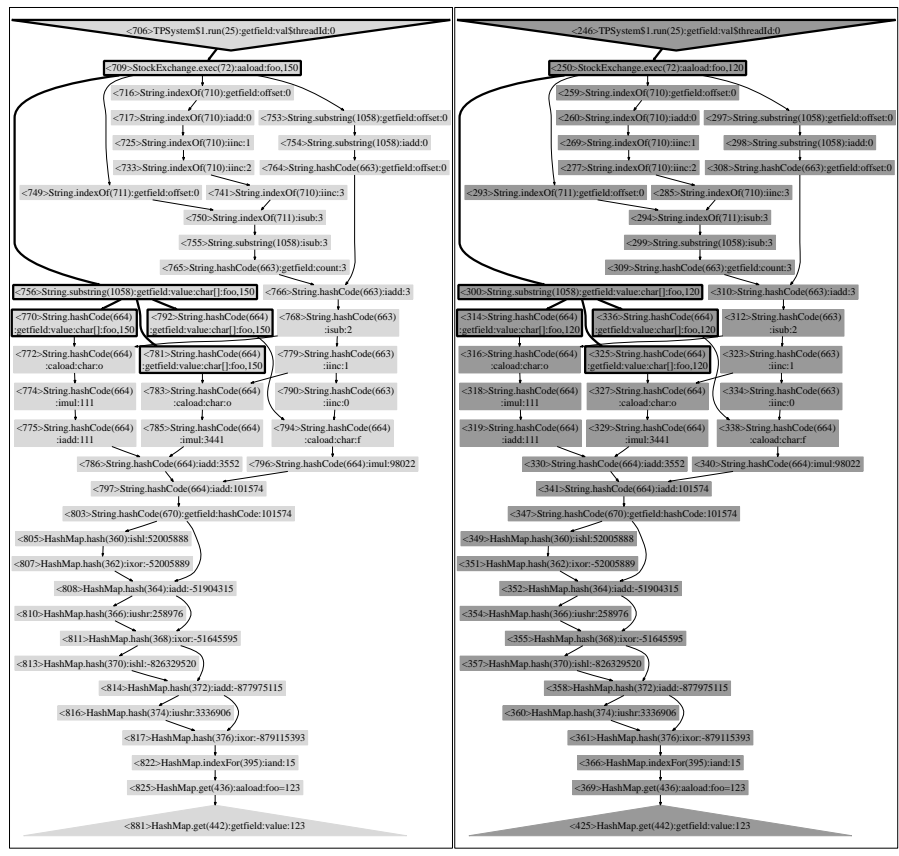 <706>TPSystem$1.run(25):getfield:val$threadId:0
<709>StockExchange.exec(72):aaload:foo,150
<716>String.indexOf(710):getfield:offset:0
<717>String.indexOf(710):iadd:0
<753>String.substring(1058):getfield:offset:0
<725>String.indexOf(710):iinc:1
<754>String.substring(1058):iadd:0
<733>String.indexOf(710):iinc:2
<764>String.hashCode(663):getfield:offset:0
<749>String.indexOf(711):getfield:offset:0
<741>String.indexOf(710):iinc:3
<750>String.indexOf(711):isub:3
<755>String.substring(1058):isub:3
<765>String.hashCode(663):getfield:count:3
<756>String.substring(1058):getfield:value:char[]:foo,150
<766>String.hashCode(663):iadd:3
<770>String.hashCode(664)
:getfield:value:char[]:foo,150
<792>String.hashCode(664)
:getfield:value:char[]:foo,150
<768>String.hashCode(663)
:isub:2
<772>String.hashCode(664)
:caload:char:o
<781>String.hashCode(664)
:getfield:value:char[]:foo,150
<779>String.hashCode(663)
:iinc:1
<774>String.hashCode(664)
:imul:111
<783>String.hashCode(664)
:caload:char:o
<790>String.hashCode(663)
:iinc:0
<775>String.hashCode(664)
:iadd:111
<785>String.hashCode(664)
:imul:3441
<794>String.hashCode(664)
:caload:char:f
<786>String.hashCode(664):iadd:3552
<796>String.hashCode(664):imul:98022
<797>String.hashCode(664):iadd:101574
<803>String.hashCode(670):getfield:hashCode:101574
<805>HashMap.hash(360):ishl:52005888
<807>HashMap.hash(362):ixor:-52005889
<808>HashMap.hash(364):iadd:-51904315
<810>HashMap.hash(366):iushr:258976
<811>HashMap.hash(368):ixor:-51645595
<813>HashMap.hash(370):ishl:-826329520
<814>HashMap.hash(372):iadd:-877975115
<816>HashMap.hash(374):iushr:3336906
<817>HashMap.hash(376):ixor:-879115393
<822>HashMap.indexFor(395):iand:15
<825>HashMap.get(436):aaload:foo=123
<881>HashMap.get(442):getfield:value:123
<246>TPSystem$1.run(25):getfield:val$threadId:0
<250>StockExchange.exec(72):aaload:foo,120
<259>String.indexOf(710):getfield:offset:0
<260>String.indexOf(710):iadd:0
<297>String.substring(1058):getfield:offset:0
<269>String.indexOf(710):iinc:1
<298>String.substring(1058):iadd:0
<277>String.indexOf(710):iinc:2
<308>String.hashCode(663):getfield:offset:0
<293>String.indexOf(711):getfield:offset:0
<285>String.indexOf(710):iinc:3
<294>String.indexOf(711):isub:3
<299>String.substring(1058):isub:3
<309>String.hashCode(663):getfield:count:3
<300>String.substring(1058):getfield:value:char[]:foo,120
<310>String.hashCode(663):iadd:3
<314>String.hashCode(664)
:getfield:value:char[]:foo,120
<336>String.hashCode(664)
:getfield:value:char[]:foo,120
<312>String.hashCode(663)
:isub:2
<316>String.hashCode(664)
:caload:char:o
<325>String.hashCode(664)
:getfield:value:char[]:foo,120
<323>String.hashCode(663)
:iinc:1
<318>String.hashCode(664)
:imul:111
<327>String.hashCode(664)
:caload:char:o
<334>String.hashCode(663)
:iinc:0
<319>String.hashCode(664)
:iadd:111
<329>String.hashCode(664)
:imul:3441
<338>String.hashCode(664)
:caload:char:f
<330>String.hashCode(664):iadd:3552
<340>String.hashCode(664):imul:98022
<341>String.hashCode(664):iadd:101574
<347>String.hashCode(670):getfield:hashCode:101574
<349>HashMap.hash(360):ishl:52005888
<351>HashMap.hash(362):ixor:-52005889
<352>HashMap.hash(364):iadd:-51904315
<354>HashMap.hash(366):iushr:258976
<355>HashMap.hash(368):ixor:-51645595
<357>HashMap.hash(370):ishl:-826329520
<358>HashMap.hash(372):iadd:-877975115
<360>HashMap.hash(374):iushr:3336906
<361>HashMap.hash(376):ixor:-879115393
<366>HashMap.indexFor(395):iand:15
<369>HashMap.get(436):aaload:foo=123
<425>HashMap.get(442):getfield:value:123